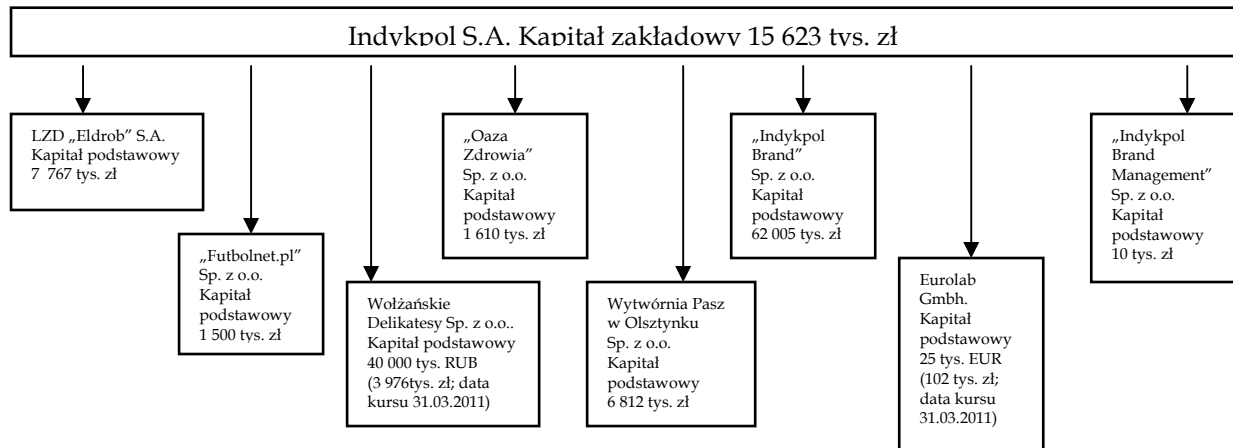 Indykpol S.A. Kapitał zakładowy 15 623 tys. zł
LZD „Eldrob” S.A.
Kapitał podstawowy
7 767 tys. zł
„Futbolnet.pl”
Sp. z o.o.
Kapitał
podstawowy
1 500 tys. zł
Wołżańskie
Delikatesy Sp. z o.o..
Kapitał podstawowy
40 000 tys. RUB
(3 976tys. zł; data
kursu 31.03.2011)
„Oaza
Zdrowia”
Sp. z o.o.
Kapitał
podstawowy
1 610 tys. zł
Wytwórnia Pasz
w Olsztynku
Sp. z o.o.
Kapitał
podstawowy
6 812 tys. zł
„Indykpol
Brand”
Sp. z o.o.
Kapitał
podstawowy
62 005 tys. zł
Eurolab
Gmbh.
Kapitał
podstawowy
25 tys. EUR
(102 tys. zł;
data kursu
31.03.2011)
„Indykpol
Brand
Management”
Sp. z o.o.
Kapitał
podstawowy
10 tys. zł